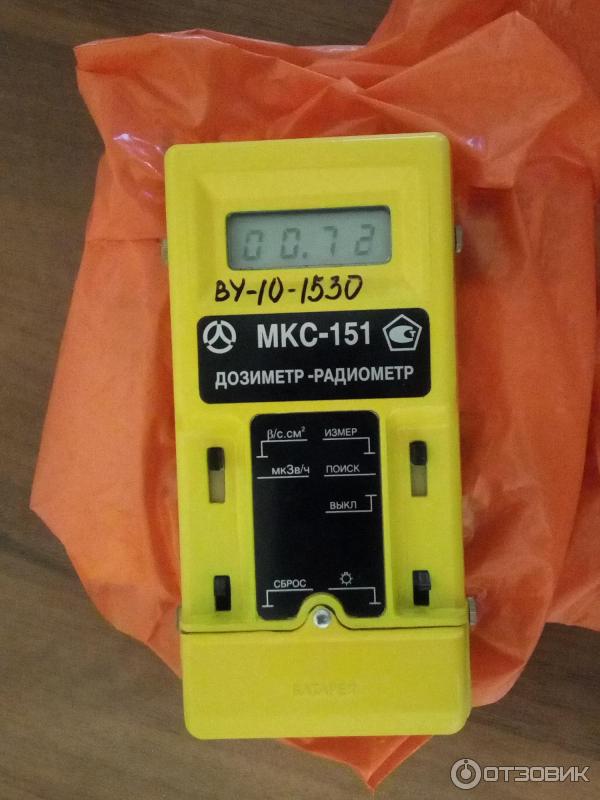 00.72
ВУ-10-1530
МКС-151
ДОЗИМЕТР-РАДИОМЕТР
β/с.см² ИЗМЕР
мкЗв/ч ПОИСК
ВЫКЛ
СБРОС
БАТАРЕЯ
ОТЗОВИК